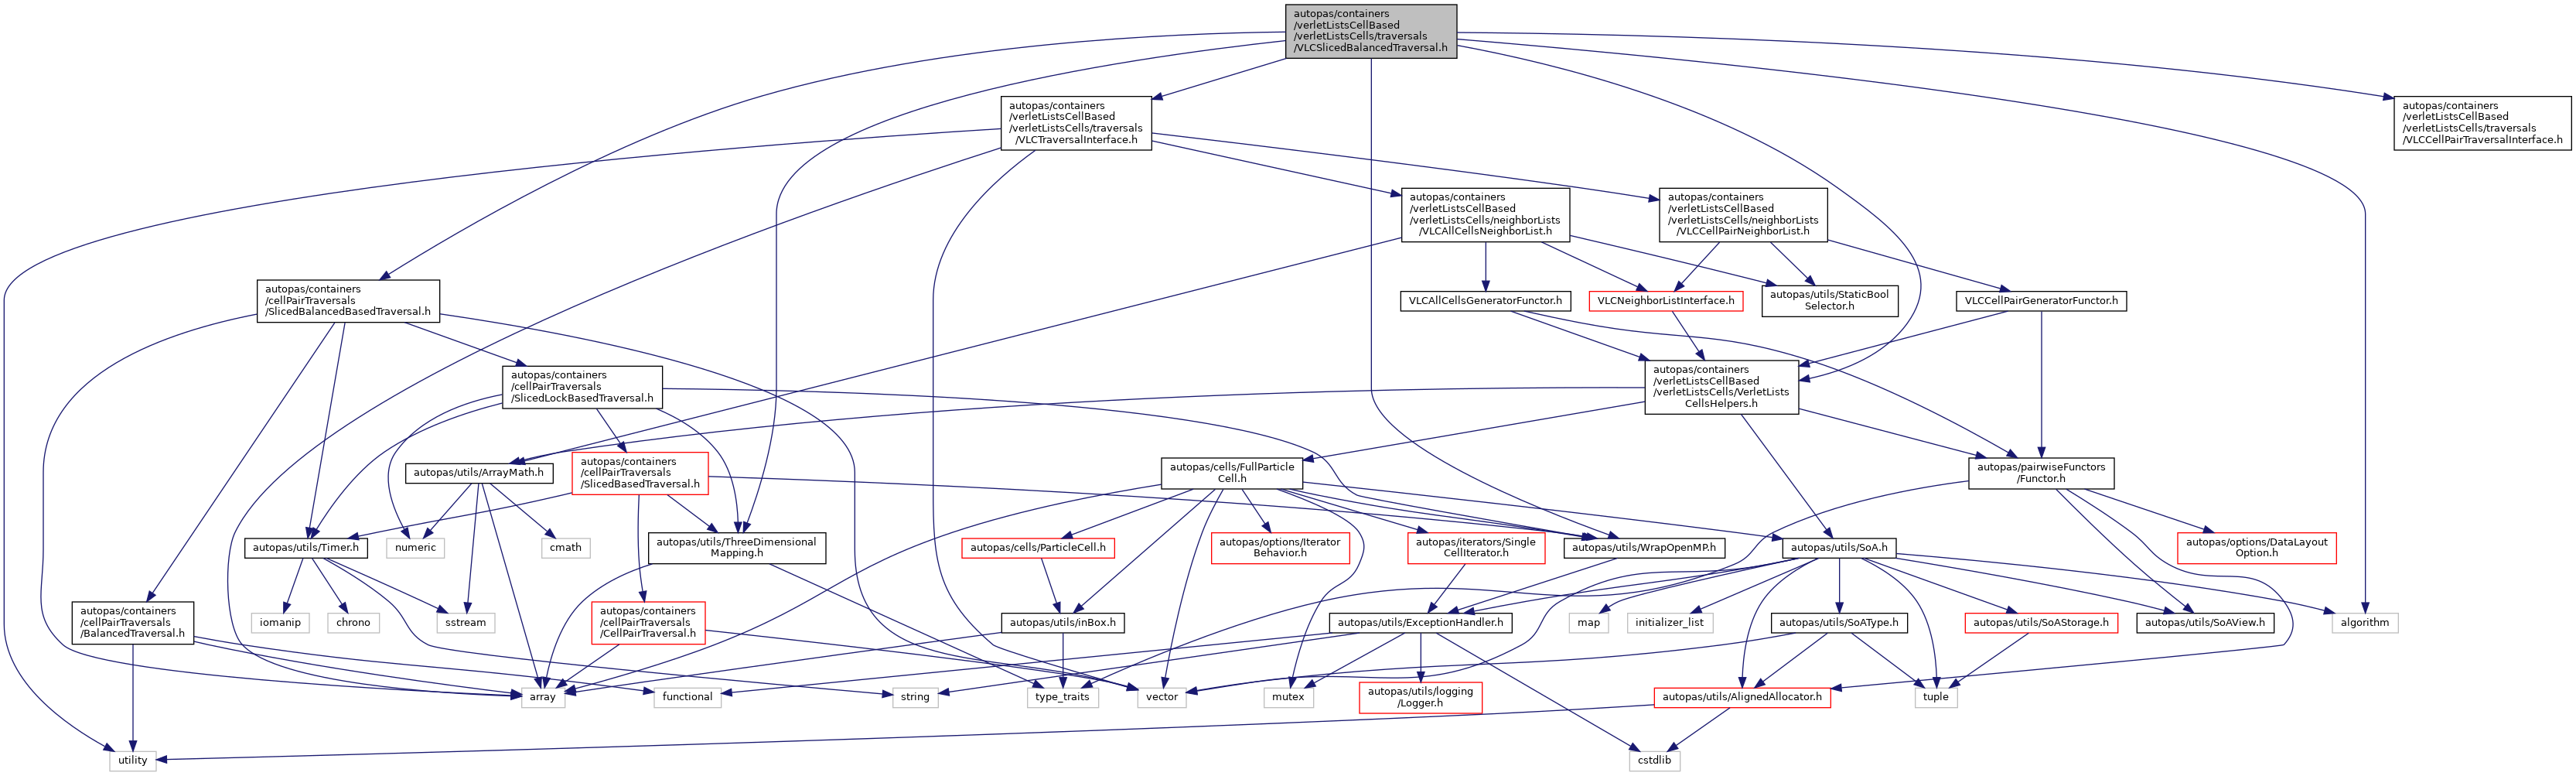 autopas/containers
/verletListsCellBased
/verletListsCells/traversals
/VLCSlicedBalancedTraversal.h
autopas/containers
/verletListsCellBased
/verletListsCells/traversals
/VLCTraversalInterface.h
autopas/containers
/verletListsCellBased
/verletListsCells/traversals
/VLCCellPairTraversalInterface.h
autopas/containers
/verletListsCellBased
/verletListsCells/neighborLists
/VLCAllCellsNeighborList.h
autopas/containers
/verletListsCellBased
/verletListsCells/neighborLists
/VLCCellPairNeighborList.h
autopas/containers
/cellPairTraversals
/SlicedBalancedBasedTraversal.h
VLCAllCellsGeneratorFunctor.h
VLCNeighborListInterface.h
autopas/utils/StaticBool
Selector.h
VLCCellPairGeneratorFunctor.h
autopas/containers
/cellPairTraversals
/SlicedLockBasedTraversal.h
autopas/containers
/verletListsCellBased
/verletListsCells/VerletLists
CellsHelpers.h
autopas/utils/ArrayMath.h
autopas/containers
/cellPairTraversals
/SlicedBasedTraversal.h
autopas/cells/FullParticle
Cell.h
autopas/pairwiseFunctors
/Functor.h
autopas/utils/Timer.h
numeric
cmath
autopas/utils/ThreeDimensional
Mapping.h
autopas/cells/ParticleCell.h
autopas/options/Iterator
Behavior.h
autopas/iterators/Single
CellIterator.h
autopas/utils/WrapOpenMP.h
autopas/utils/SoA.h
autopas/options/DataLayout
Option.h
autopas/containers
/cellPairTraversals
/BalancedTraversal.h
iomanip
chrono
sstream
autopas/containers
/cellPairTraversals
/CellPairTraversal.h
autopas/utils/inBox.h
autopas/utils/ExceptionHandler.h
map
initializer_list
autopas/utils/SoAType.h
autopas/utils/SoAStorage.h
autopas/utils/SoAView.h
algorithm
array
functional
string
type_traits
vector
mutex
autopas/utils/logging
/Logger.h
autopas/utils/AlignedAllocator.h
tuple
utility
cstdlib